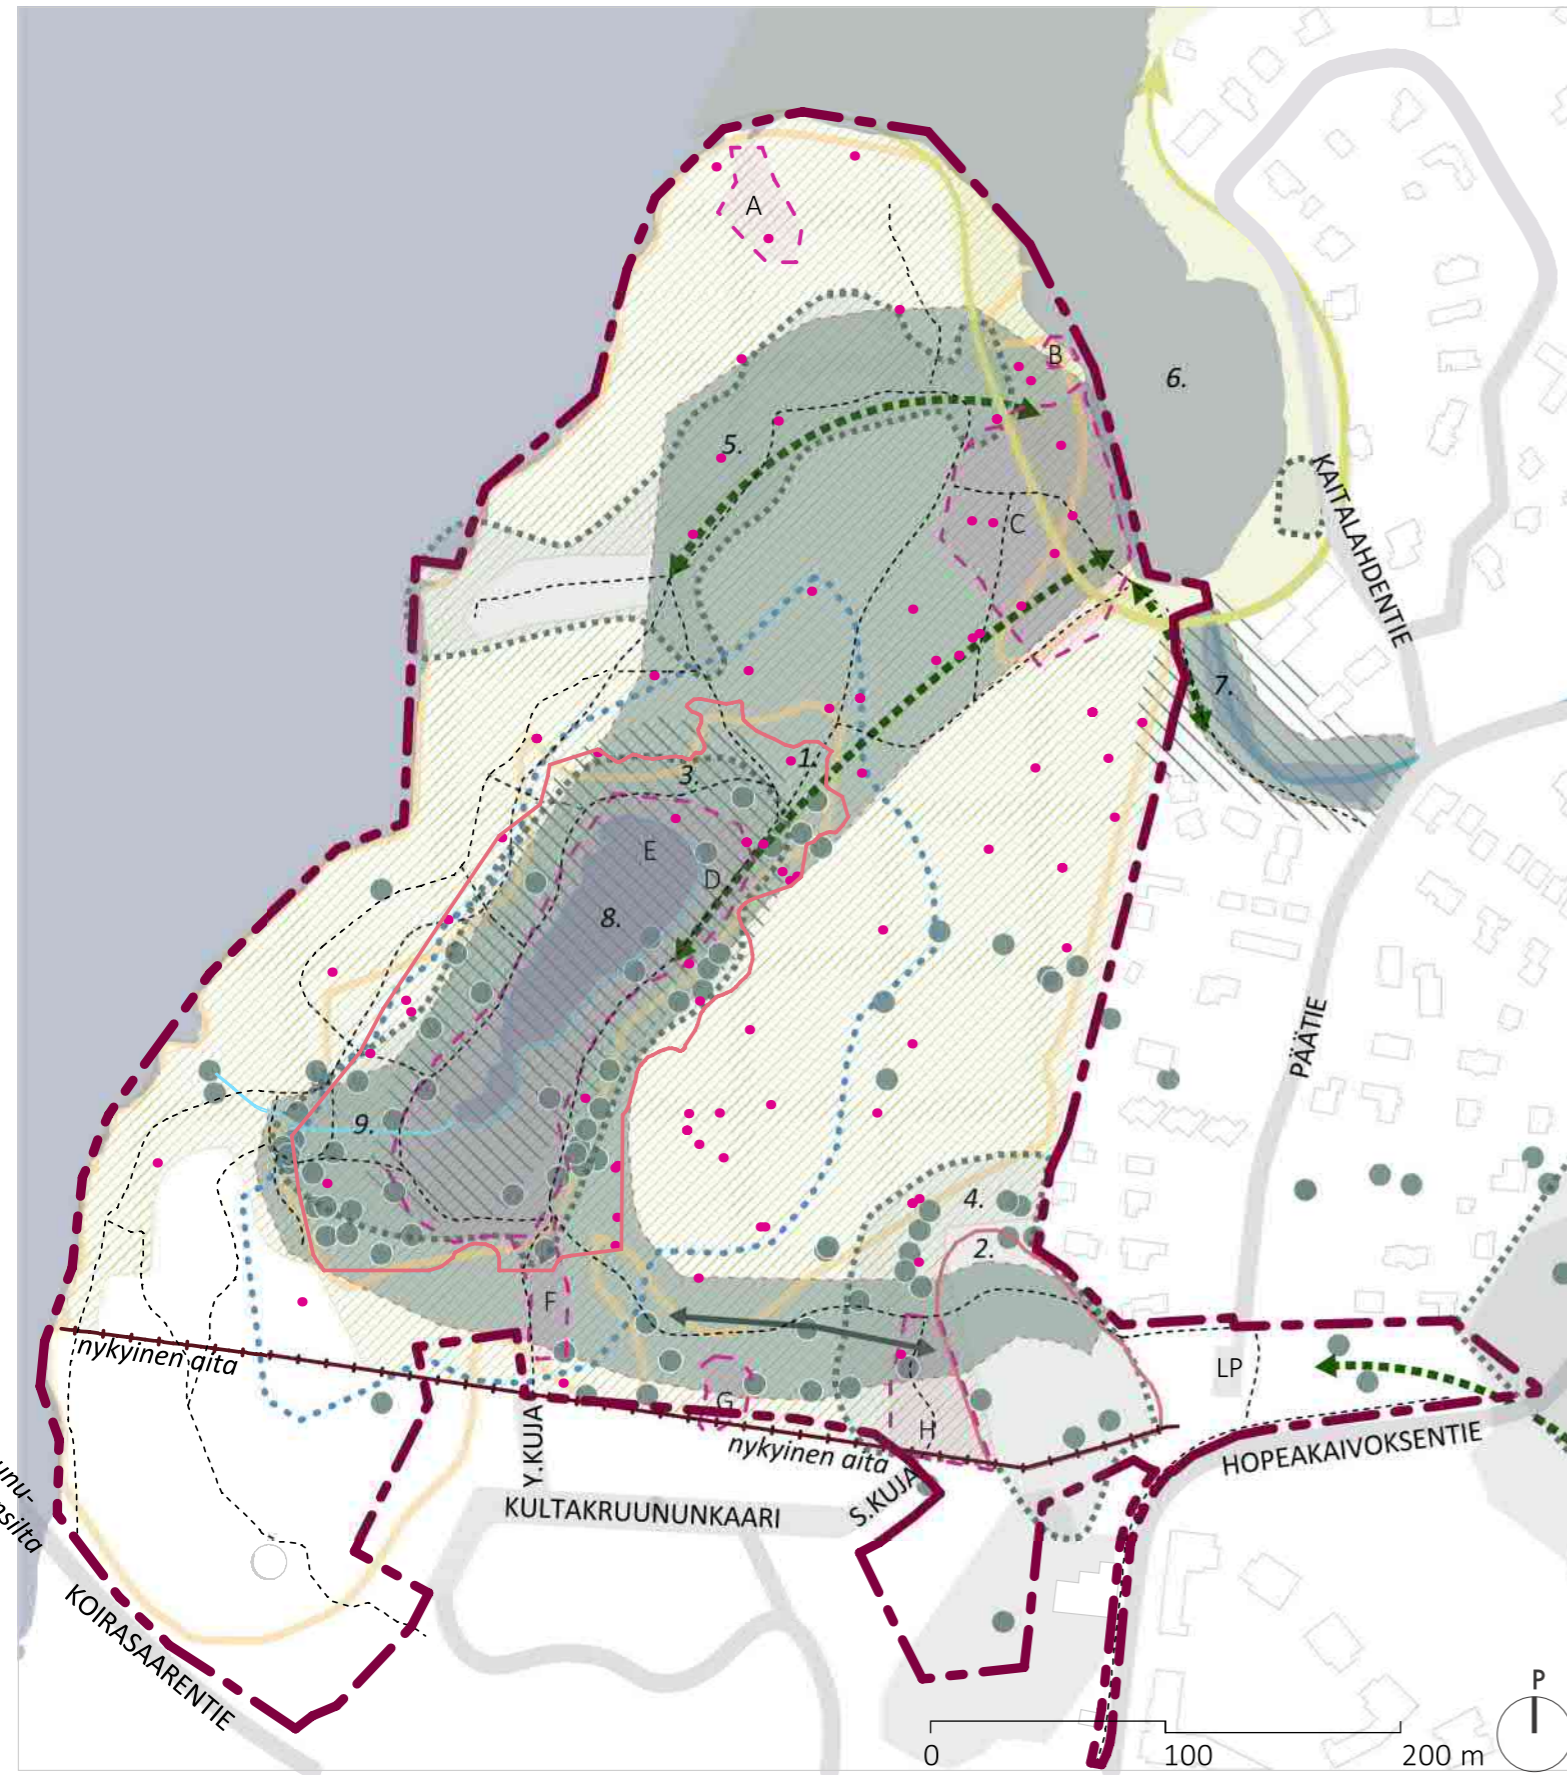 A
B
6.
5.
KAITALAHDENTIE
C
7.
1.
3.
E
D
8.
PÄÄTIE
9.
4.
2.
F
nykyinen aita
LP
G
H
nykyinen aita
Y.KUJA
S.KUJA
HOPEAKAIVOKSENTIE
KULTAKRUUNUNKAARI
KOIRASAARENTIE
P
0 100 200 m